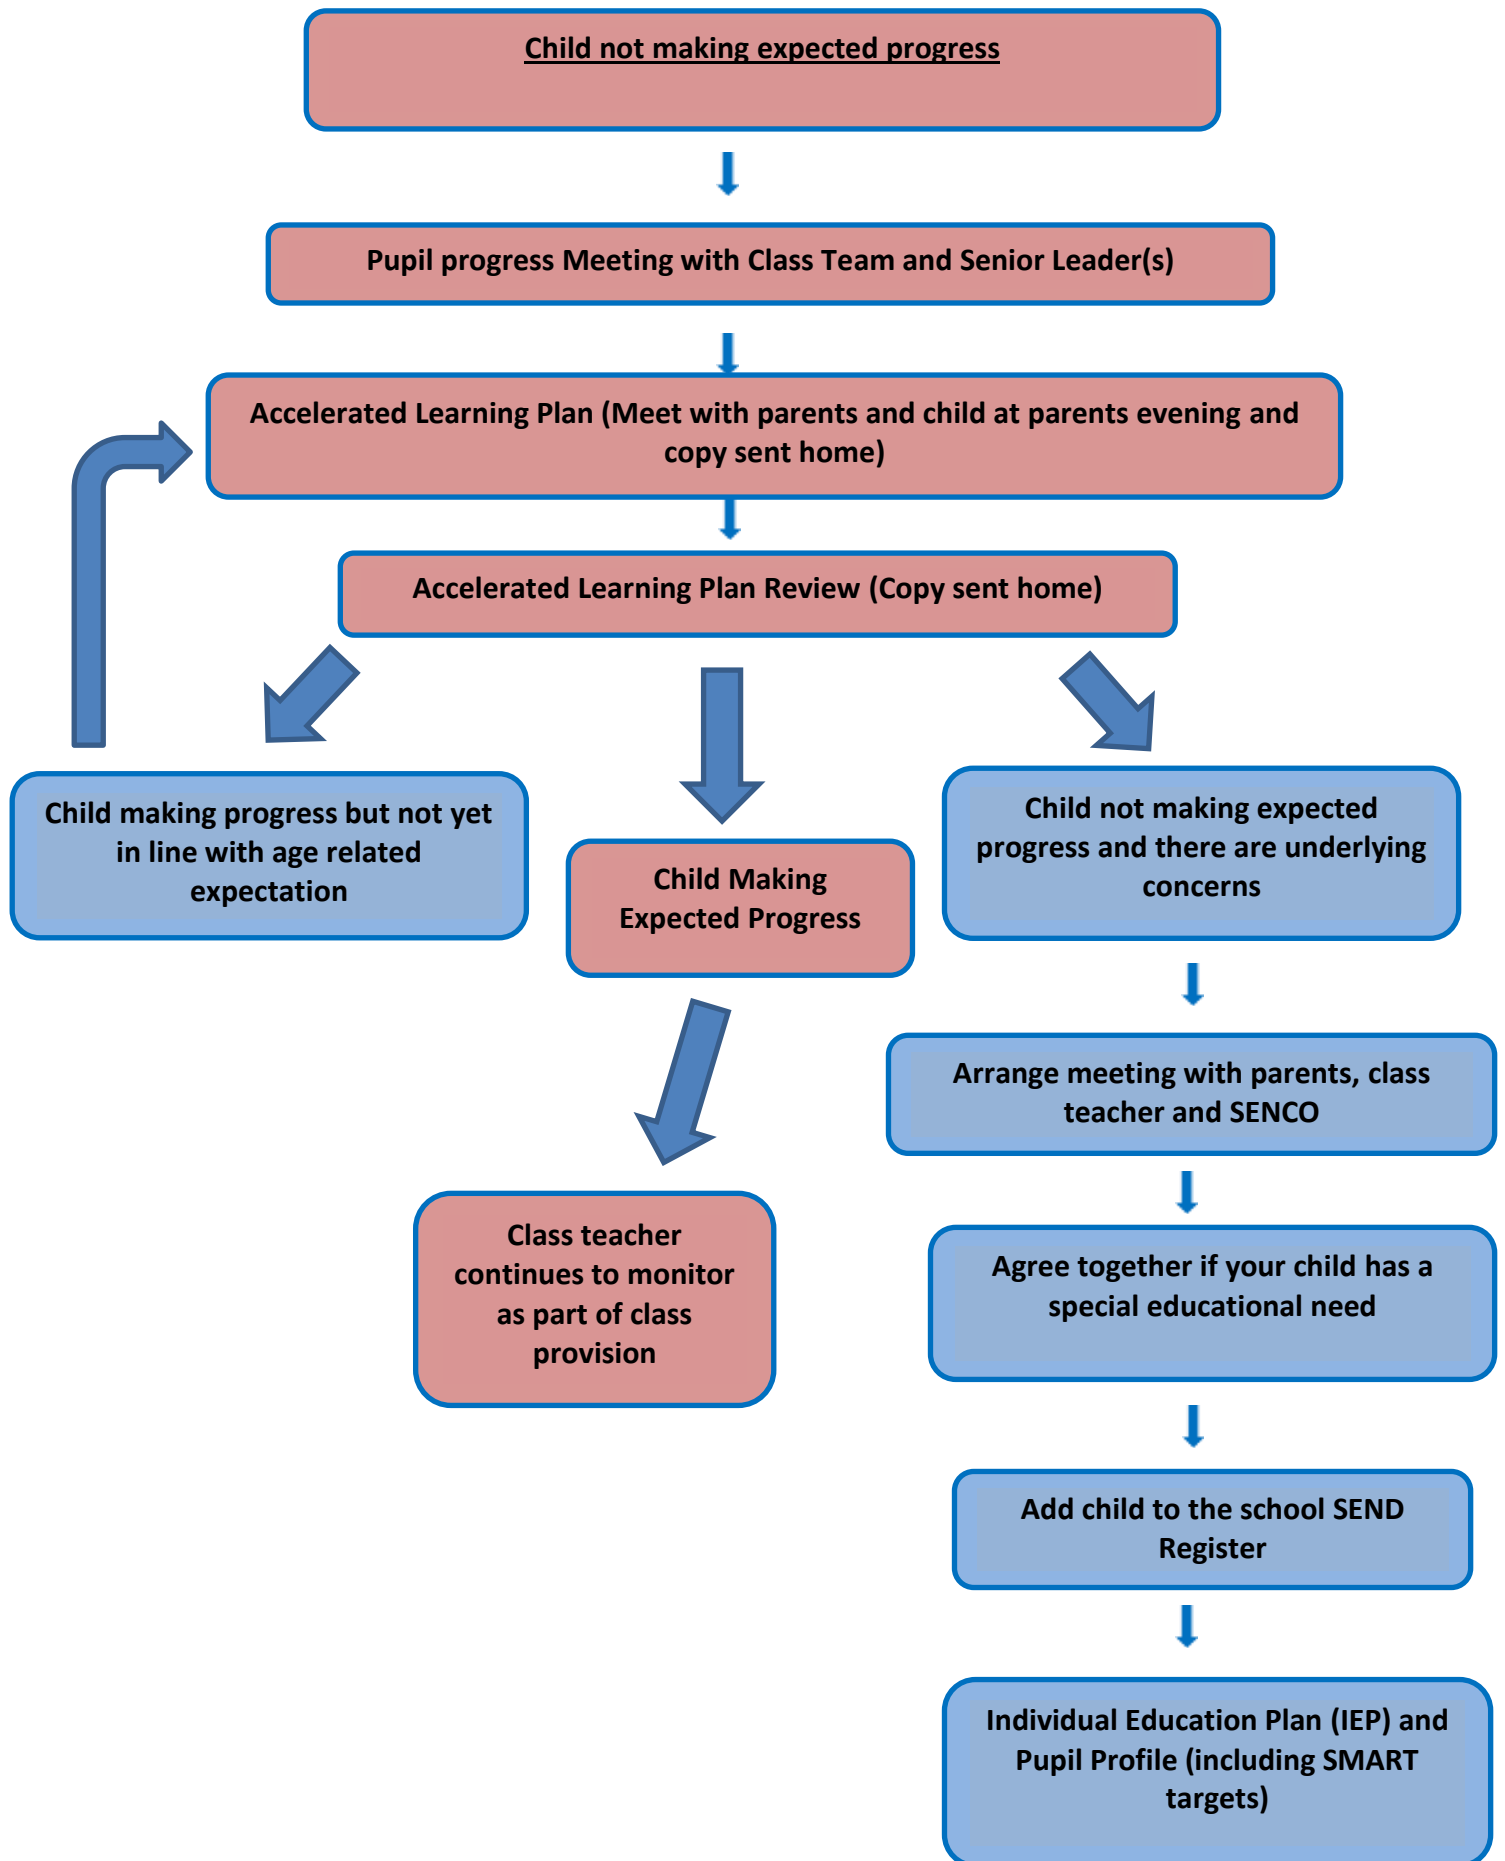 Child not making expected progress
Pupil progress Meeting with Class Team and Senior Leader(s)
Accelerated Learning Plan (Meet with parents and child at parents evening and
copy sent home)
Accelerated Learning Plan Review (Copy sent home)
Child making progress but not yet
in line with age related
expectation
Child Making
Expected Progress
Child not making expected
progress and there are underlying
concerns
Class teacher
continues to monitor
as part of class
provision
Arrange meeting with parents, class
teacher and SENCO
Agree together if your child has a
special educational need
Add child to the school SEND
Register
Individual Education Plan (IEP) and
Pupil Profile (including SMART
targets)